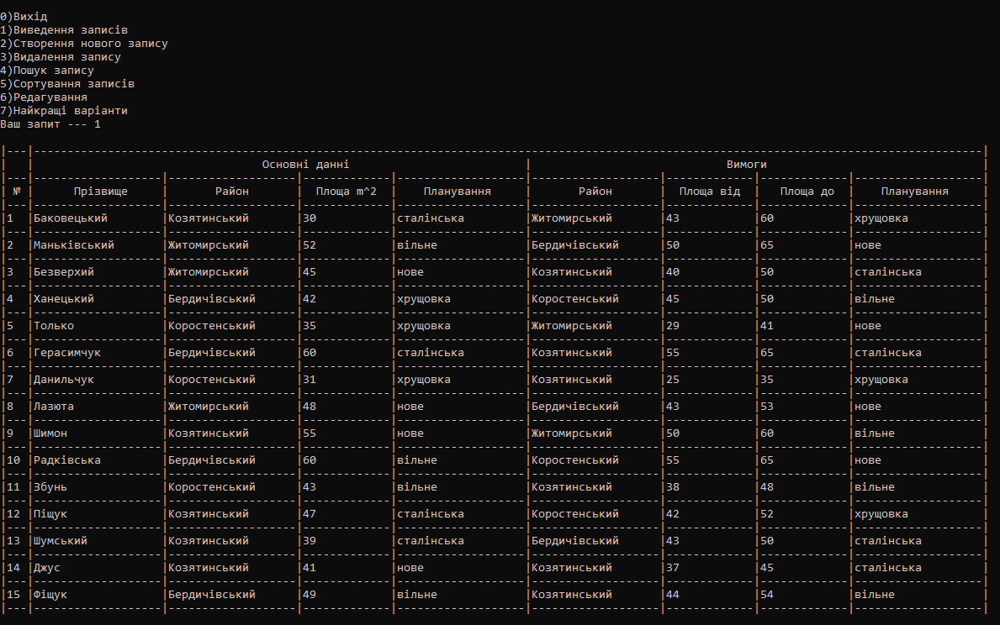 0)Вихід
1)Виведення записів
2)Створення нового запису
3)Видалення запису
4)Пошук запису
5)Сортування записів
6)Редагування
7)Найкращі варіанти
Ваш запит --- 1
Основні данні | Вимоги
№ | Прізвище | Район | Площа m^2 | Планування | Район | Площа від | Площа до | Планування
1 | Баковецький | Козятинський | 30 | сталінська | Житомирський | 43 | 60 | хрущовка
2 | Маньківський | Житомирський | 52 | вільне | Бердичівський | 50 | 65 | нове
3 | Безверхий | Житомирський | 45 | нове | Козятинський | 40 | 50 | сталінська
4 | Ханецький | Бердичівський | 42 | хрущовка | Коростенський | 45 | 50 | вільне
5 | Только | Коростенський | 35 | хрущовка | Житомирський | 29 | 41 | нове
6 | Герасимчук | Бердичівський | 60 | сталінська | Козятинський | 55 | 65 | сталінська
7 | Данильчук | Коростенський | 31 | хрущовка | Козятинський | 25 | 35 | хрущовка
8 | Лазюта | Житомирський | 48 | нове | Бердичівський | 43 | 53 | нове
9 | Шимон | Козятинський | 55 | нове | Житомирський | 50 | 60 | вільне
10 | Радківська | Бердичівський | 60 | вільне | Коростенський | 55 | 65 | нове
11 | Збунь | Коростенський | 43 | вільне | Козятинський | 38 | 48 | вільне
12 | Піщук | Козятинський | 47 | сталінська | Коростенський | 42 | 52 | хрущовка
13 | Шумський | Козятинський | 39 | сталінська | Бердичівський | 43 | 50 | сталінська
14 | Джус | Козятинський | 41 | нове | Козятинський | 37 | 45 | сталінська
15 | Фіщук | Бердичівський | 49 | вільне | Козятинський | 44 | 54 | вільне